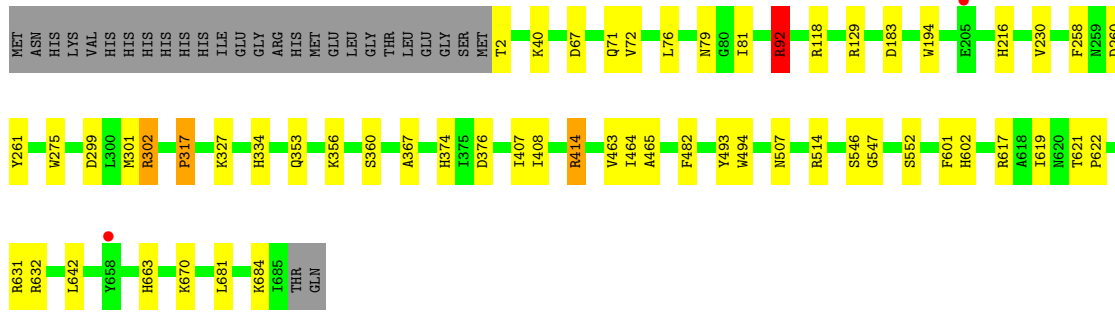 MET ASN HIS LYS VAL HIS HIS HIS HIS HIS HIS ILE GLU GLY ARG HIS MET GLU LEU GLY THR LEU GLU GLY SER MET T2 K40 D67 Q71 V72 L76 N79 G80 I81 R92 R118 R129 D183 W194 E205 H216 V230 F258 N259 D260
Y261 W275 D299 L300 M301 R302 P317 K327 H334 Q353 K356 S360 A367 H374 I375 D376 I407 I408 R414 V463 I464 A465 F482 Y493 W494 N507 R514 S546 G547 S552 F601 H602 R617 A618 I619 N620 T621 P622
R631 R632 L642 Y658 H663 K670 L681 K684 I685 THR GLN